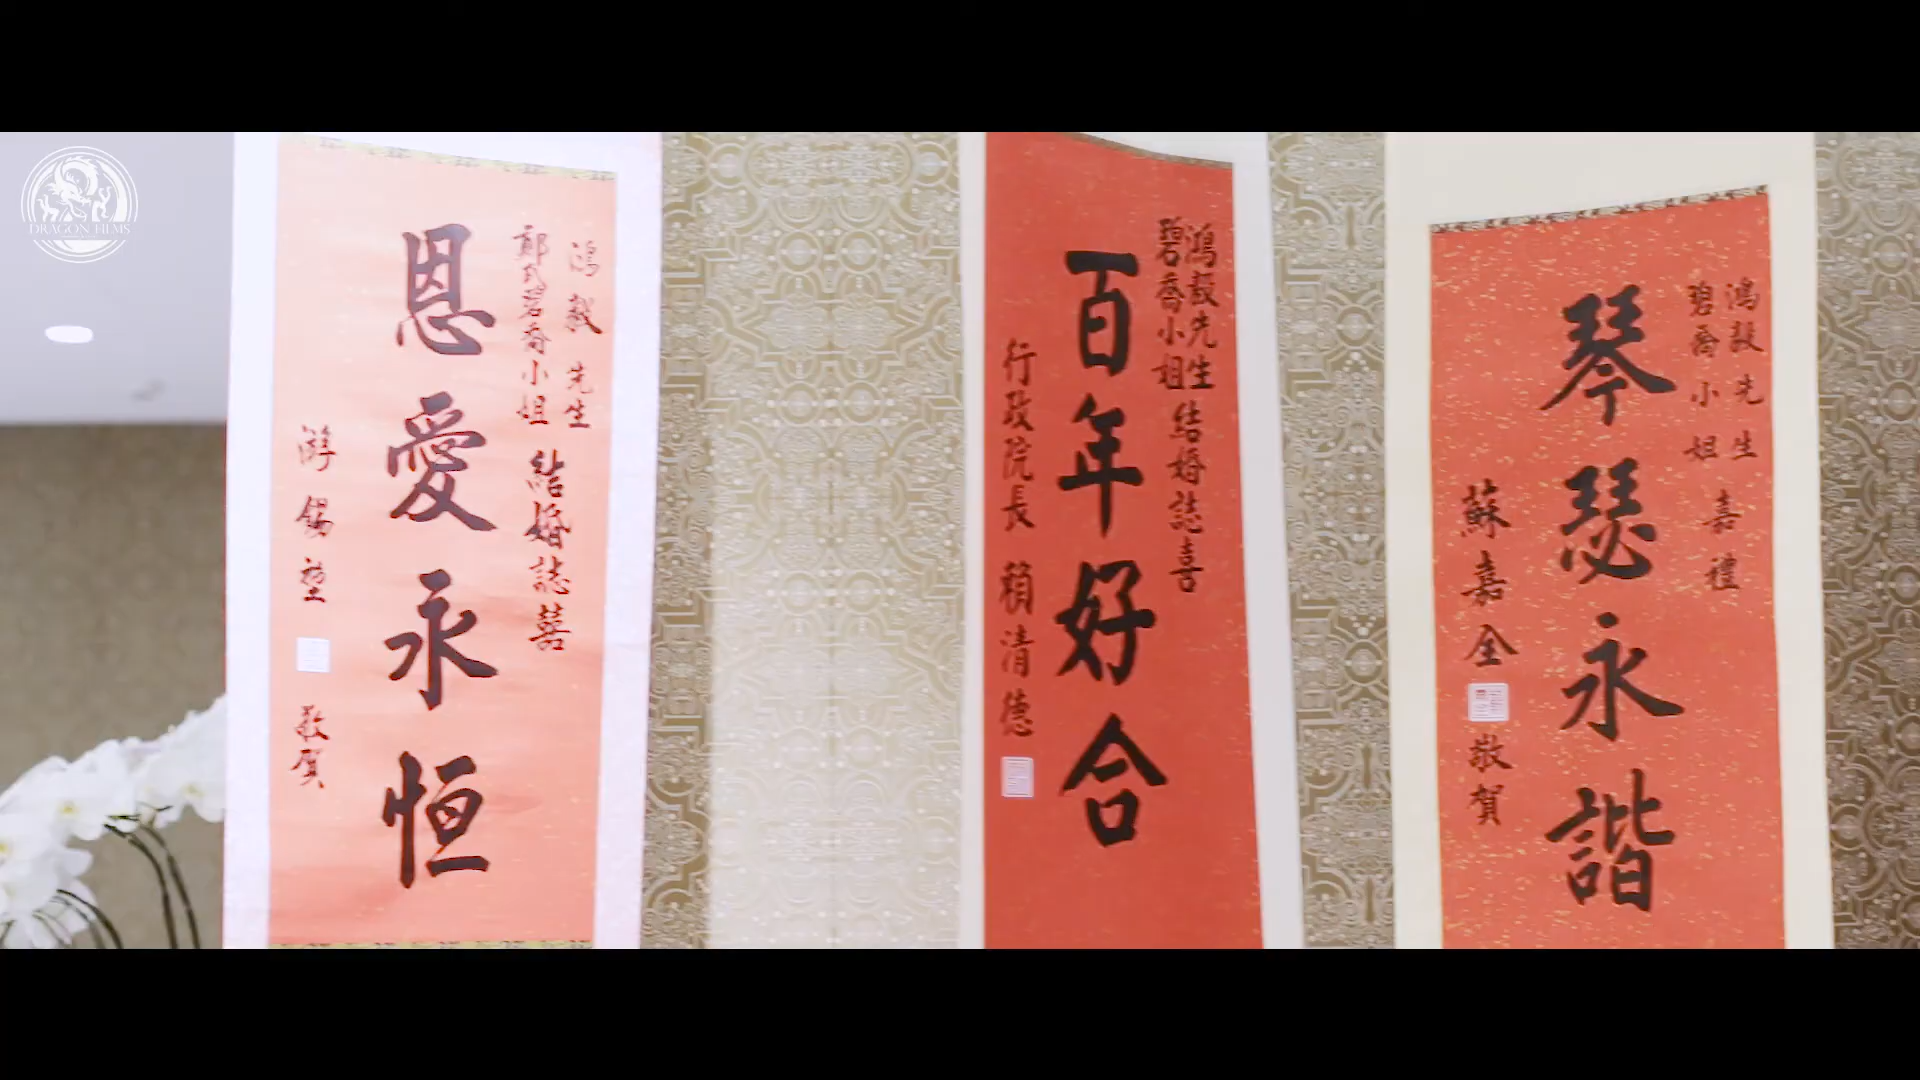 DRAGON FILMS
鴻毅先生
鄭氏碧喬小姐
結婚誌囍
恩愛永恒
游錫堃
敬賀
鴻毅先生
碧喬小姐
結婚誌喜
百年好合
行政院長 賴清德
鴻毅先生
碧喬小姐
嘉禮
琴瑟永諧
蘇嘉全
敬賀